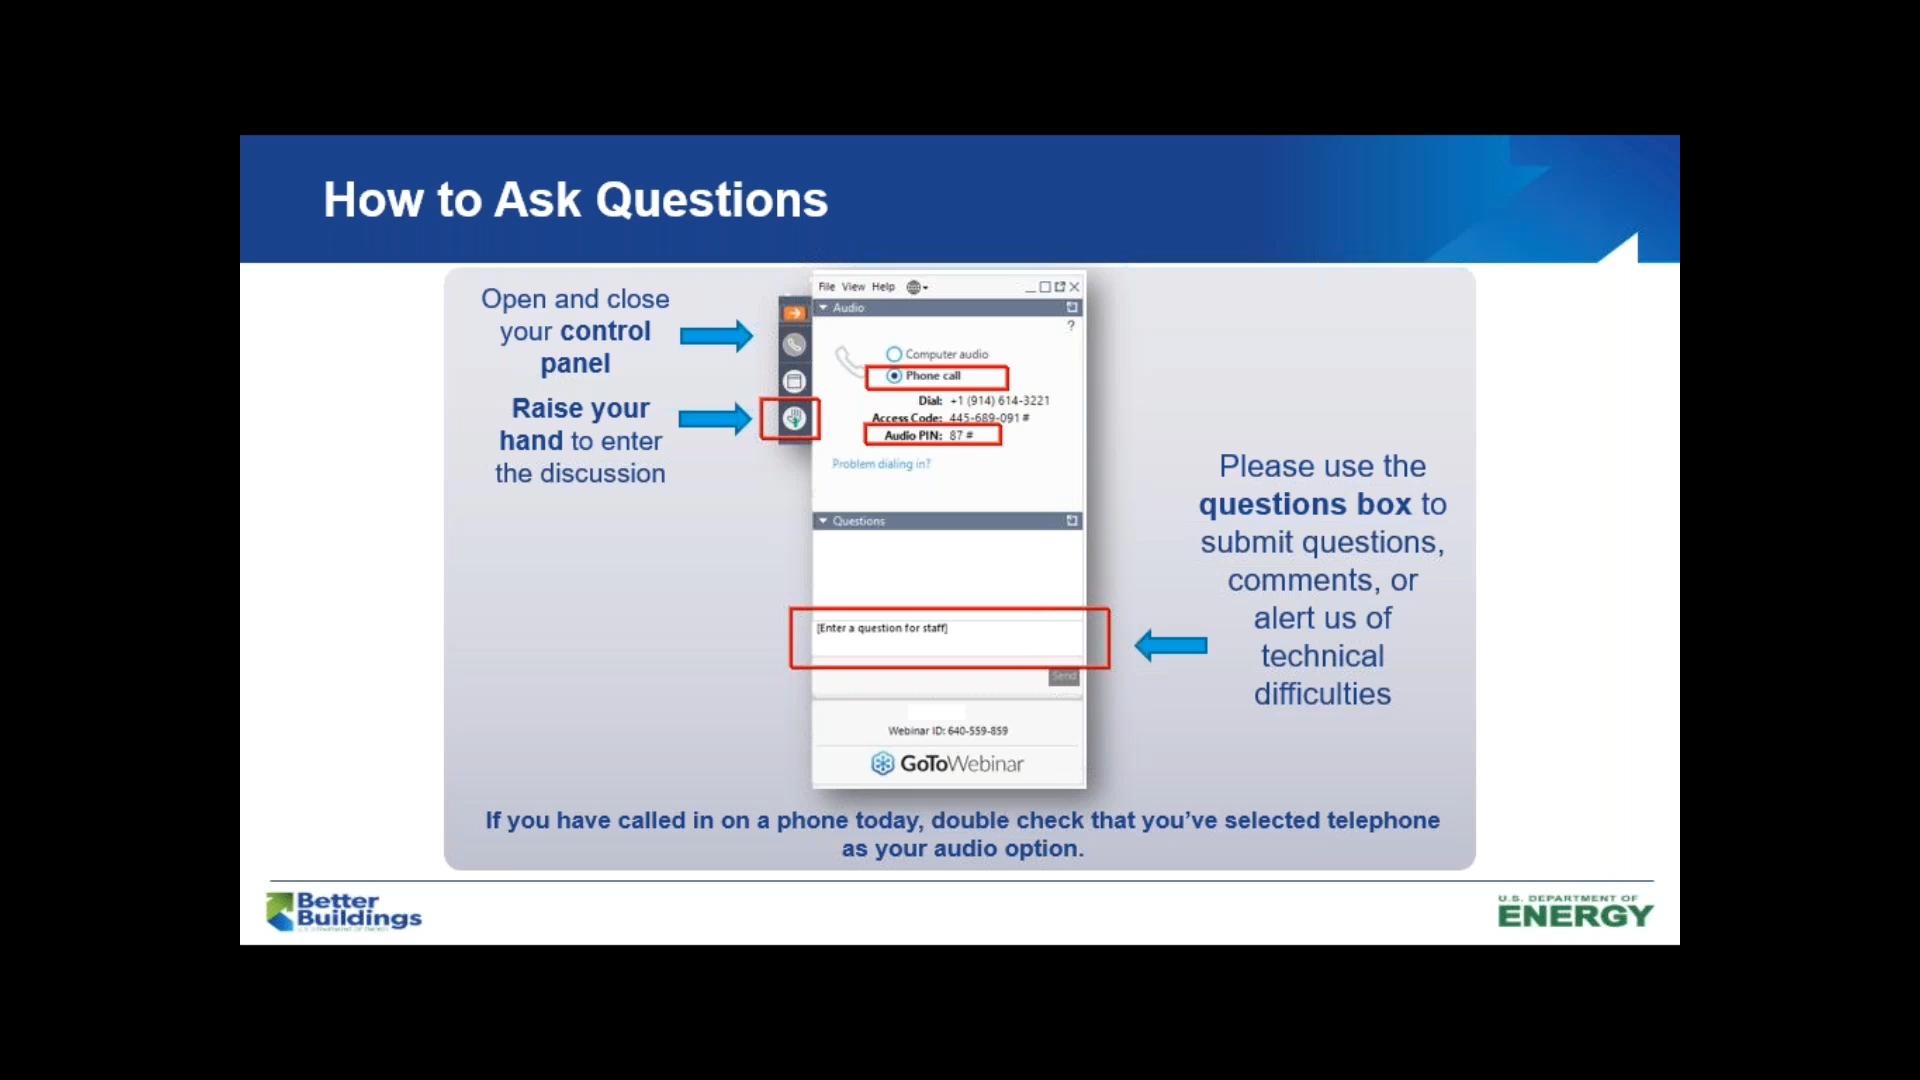 How to Ask Questions
Open and close
your control
panel
Raise your
hand to enter
the discussion
File View Help
Audio
?
Computer audio
Phone call
Dial: +1 (914) 614-3221
Access Code: 445-689-091 #
Audio PIN: 87 #
Problem dialing in?
Questions
[Enter a question for staff]
Send
Webinar ID: 640-559-859
GoToWebinar
Please use the
questions box to
submit questions,
comments, or
alert us of
technical
difficulties
If you have called in on a phone today, double check that you’ve selected telephone
as your audio option.
Better
Buildings
U.S. DEPARTMENT OF ENERGY
U.S. DEPARTMENT OF
ENERGY